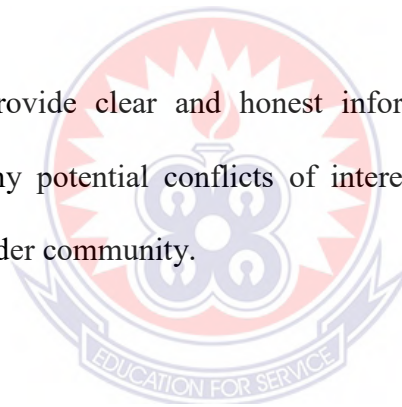 rovide clear and honest infor
ny potential conflicts of intere
der community.
EDUCATION FOR SERVICE